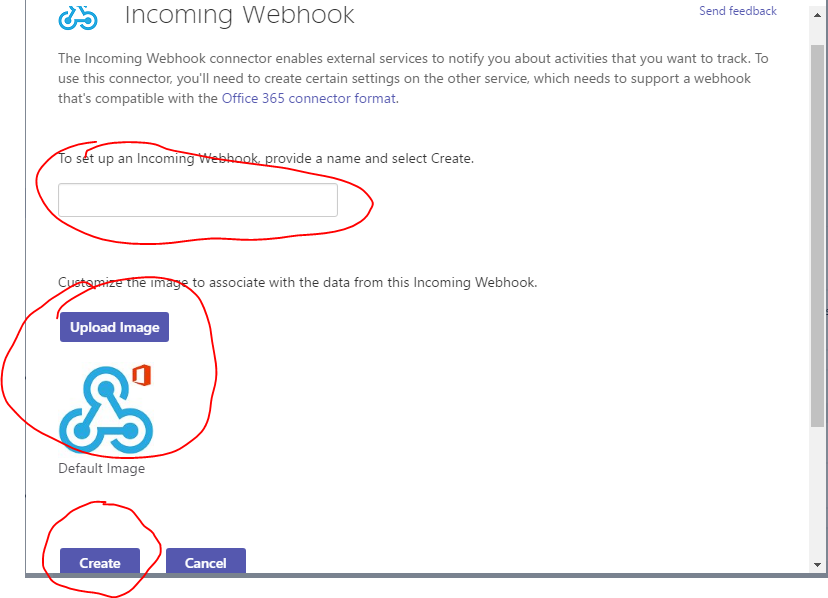 Incoming Webhook
Send feedback
The Incoming Webhook connector enables external services to notify you about activities that you want to track. To
use this connector, you'll need to create certain settings on the other service, which needs to support a webhook
that's compatible with the Office 365 connector format.
To set up an Incoming Webhook, provide a name and select Create.
Customize the image to associate with the data from this Incoming Webhook.
Upload Image
Default Image
Create
Cancel